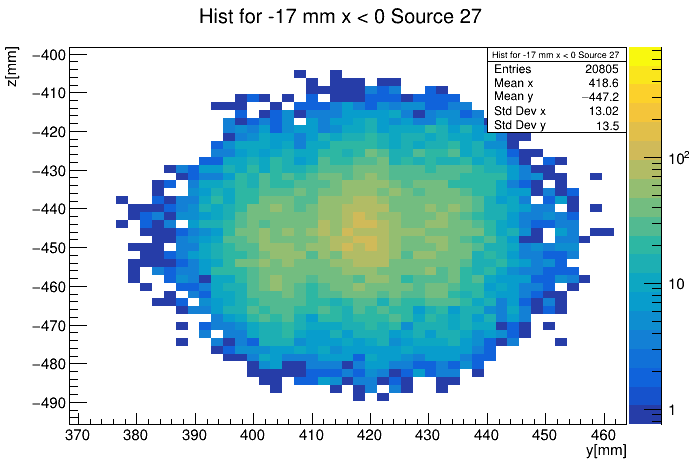 Hist for -17 mm x < 0 Source 27
z[mm]
Hist for -17 mm x < 0 Source 27
Entries 20805
Mean x 418.6
Mean y −447.2
Std Dev x 13.02
Std Dev y 13.5
−400
−410
−420
−430
−440
−450
−460
−470
−480
−490
370 380 390 400 410 420 430 440 450 460
y[mm]
10²
10
1